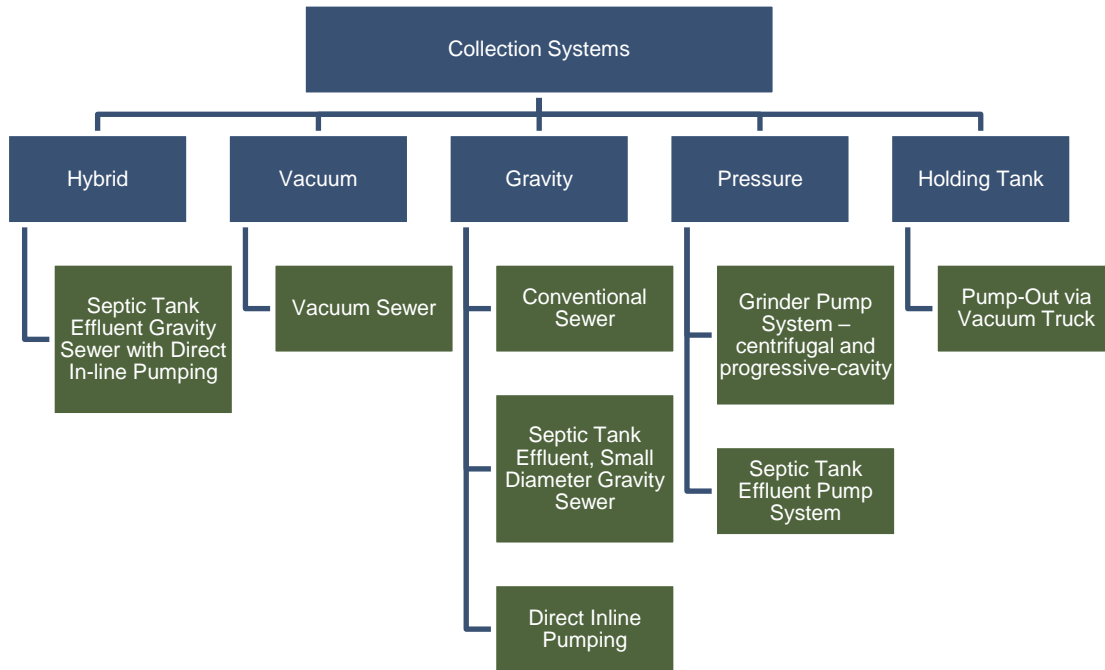 Collection Systems
Hybrid
Vacuum
Gravity
Pressure
Holding Tank
Septic Tank
Effluent Gravity
Sewer with Direct
In-line Pumping
Vacuum Sewer
Conventional
Sewer
Septic Tank
Effluent, Small
Diameter Gravity
Sewer
Direct Inline
Pumping
Grinder Pump
System –
centrifugal and
progressive-cavity
Septic Tank
Effluent Pump
System
Pump-Out via
Vacuum Truck